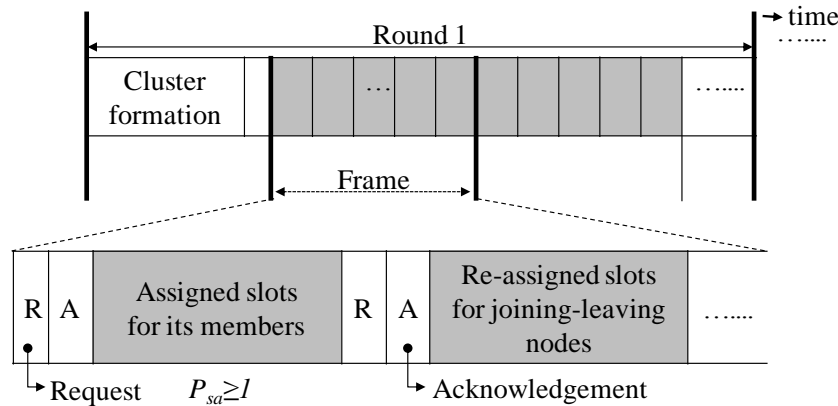 time
Round 1
…....
Cluster
formation
…
…....
Frame
R
A
Assigned slots
for its members
R
A
Re-assigned slots
for joining-leaving
nodes
…....
Request
P_sa≥1
Acknowledgement